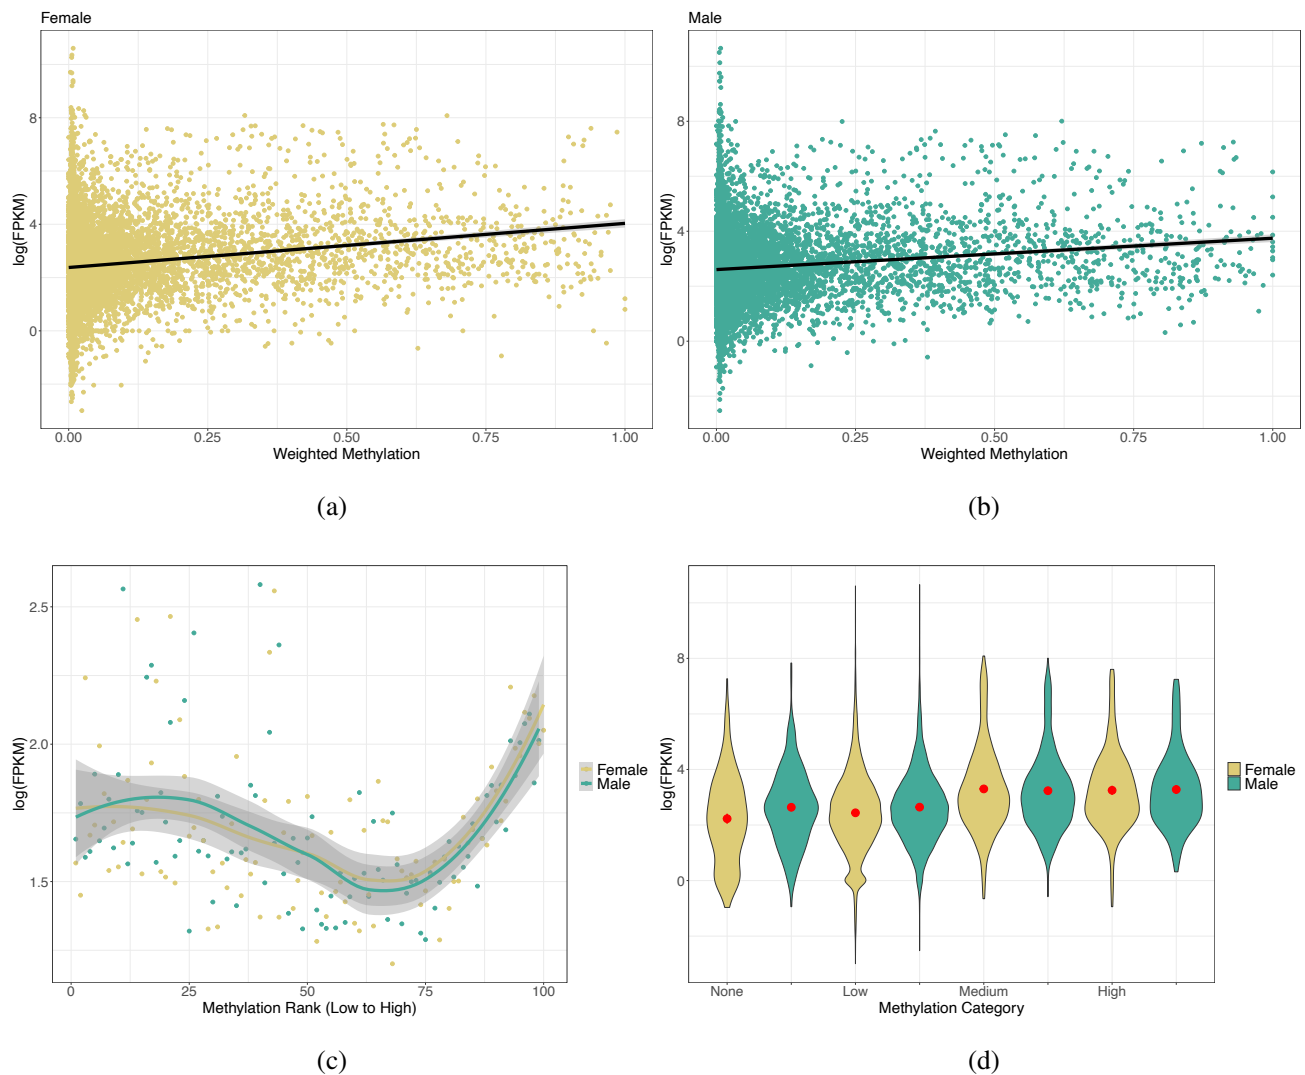 Female
log(FPKM)
8
4
0
0.00 0.25 0.50 0.75 1.00
Weighted Methylation
(a)
Male
log(FPKM)
8
4
0
0.00 0.25 0.50 0.75 1.00
Weighted Methylation
(b)
log(FPKM)
2.5
2.0
1.5
0 25 50 75 100
Methylation Rank (Low to High)
Female
Male
(c)
log(FPKM)
8
4
0
None Low Medium High
Methylation Category
Female
Male
(d)